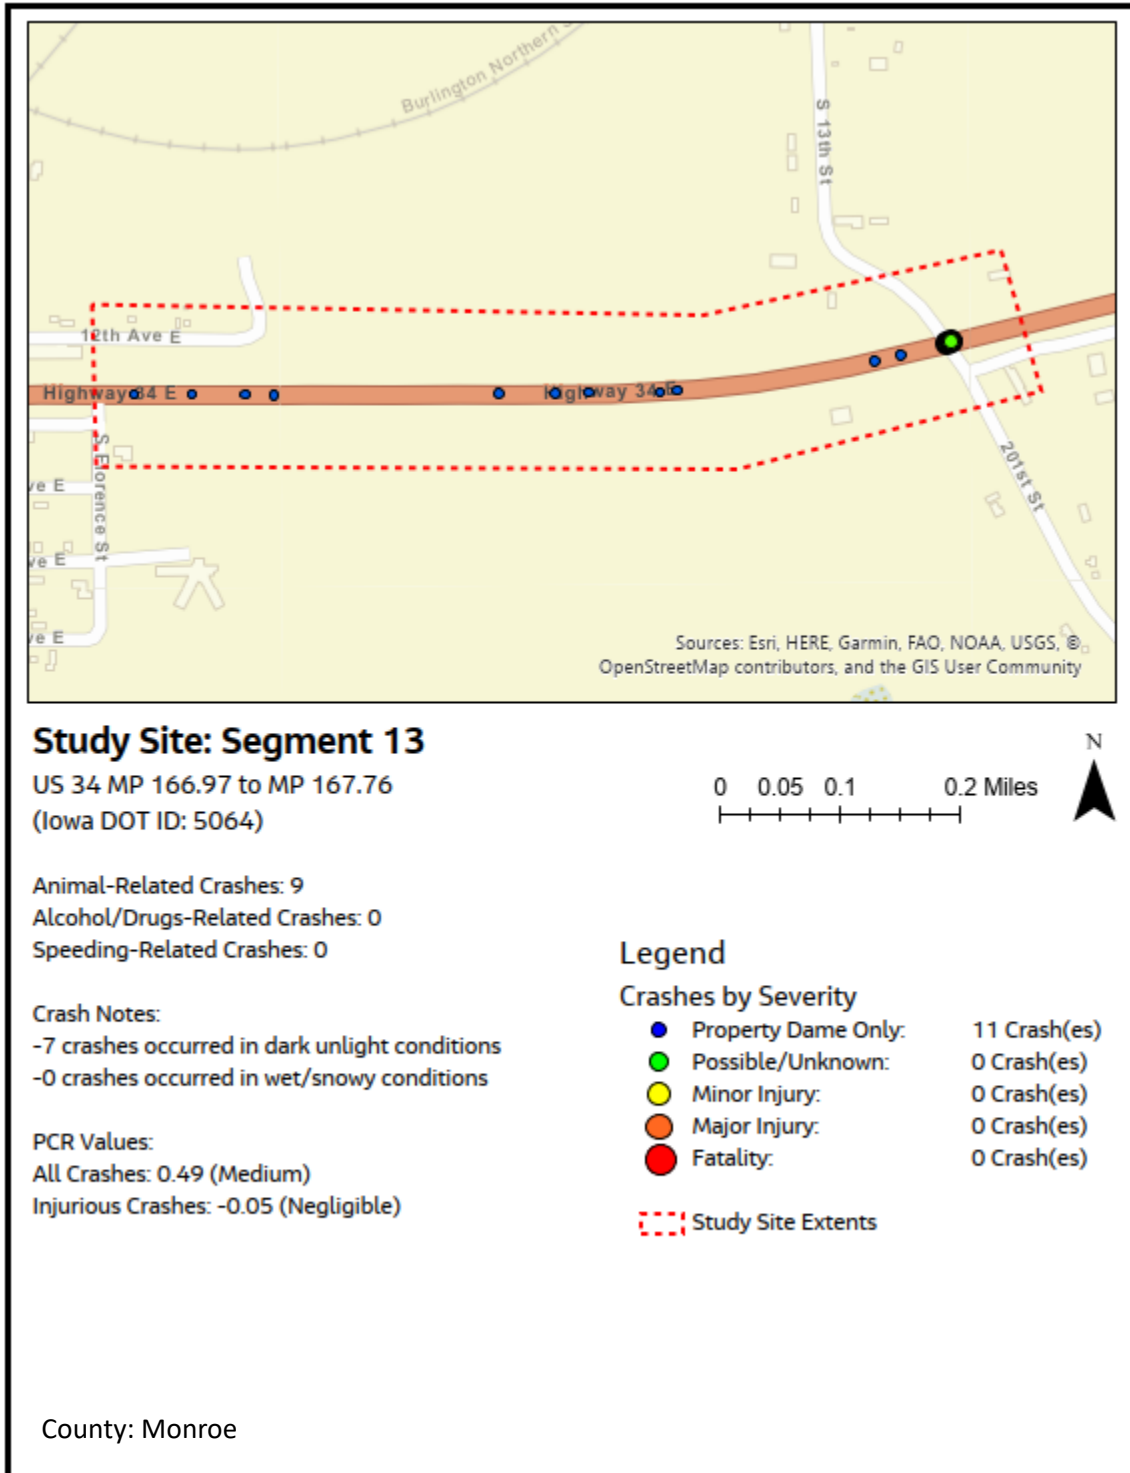 Burlington Northern S
S 13th St
12th Ave E
Highway 34 E
Highway 34 E
S Florence St
ve E
ve E
ve E
201st St
Sources: Esri, HERE, Garmin, FAO, NOAA, USGS, ©
OpenStreetMap contributors, and the GIS User Community
Study Site: Segment 13
US 34 MP 166.97 to MP 167.76
(Iowa DOT ID: 5064)
0 0.05 0.1 0.2 Miles
N
Animal-Related Crashes: 9
Alcohol/Drugs-Related Crashes: 0
Speeding-Related Crashes: 0
Crash Notes:
-7 crashes occurred in dark unlight conditions
-0 crashes occurred in wet/snowy conditions
PCR Values:
All Crashes: 0.49 (Medium)
Injurious Crashes: -0.05 (Negligible)
Legend
Crashes by Severity
Property Dame Only: 11 Crash(es)
Possible/Unknown: 0 Crash(es)
Minor Injury: 0 Crash(es)
Major Injury: 0 Crash(es)
Fatality: 0 Crash(es)
Study Site Extents
County: Monroe